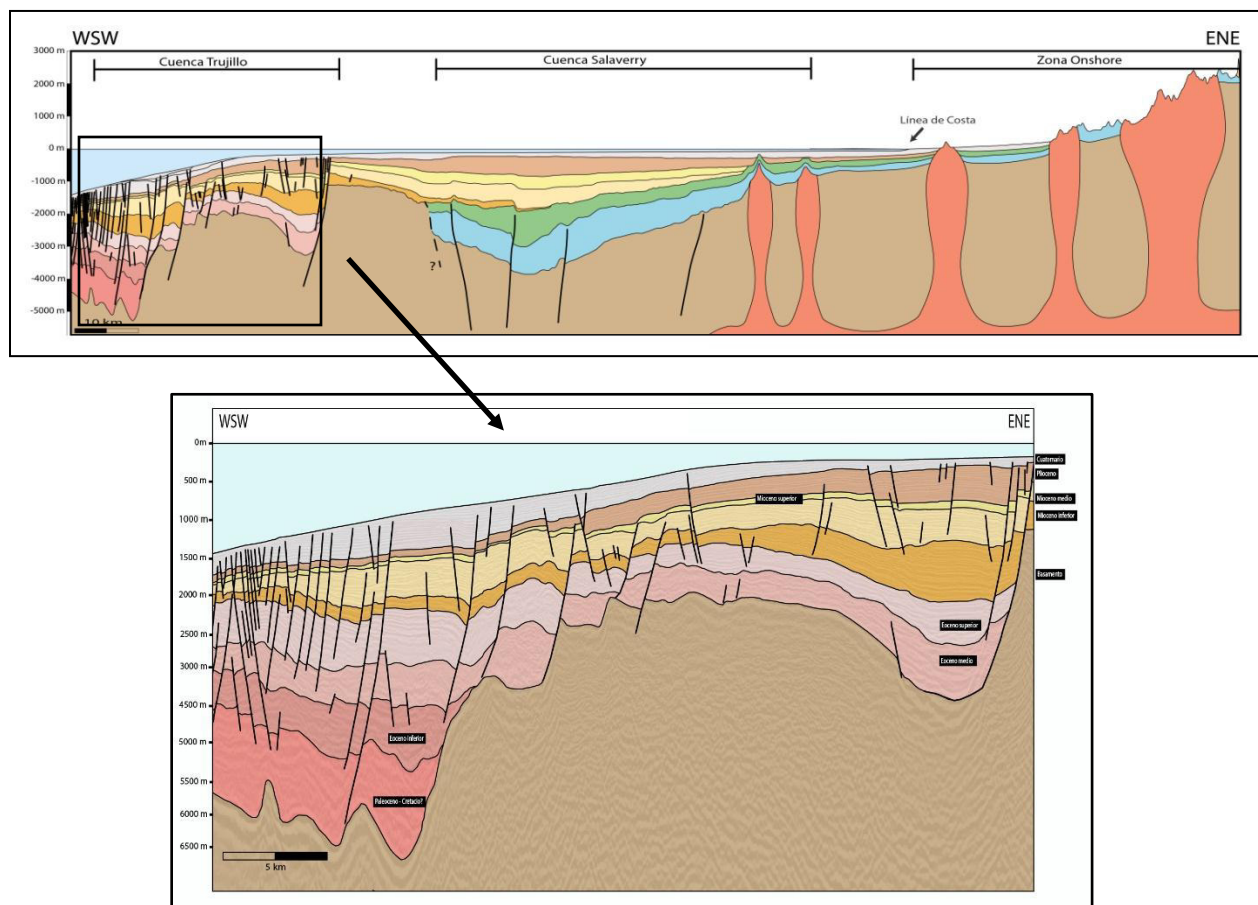 WSW
ENE
3000 m
2000 m
1000 m
0 m
-1000 m
-2000 m
-3000 m
-4000 m
-5000 m
Cuenca Trujillo
Cuenca Salaverry
Zona Onshore
Línea de Costa
?
10 km
WSW
ENE
0m
500 m
1000 m
1500 m
2000 m
2500 m
3000 m
4500 m
5000 m
5500 m
6000 m
6500 m
Cuaternario
Plioceno
Mioceno superior
Mioceno medio
Mioceno inferior
Basamento
Eoceno superior
Eoceno medio
Eoceno inferior
Paleoceno - Cretacio?
5 km